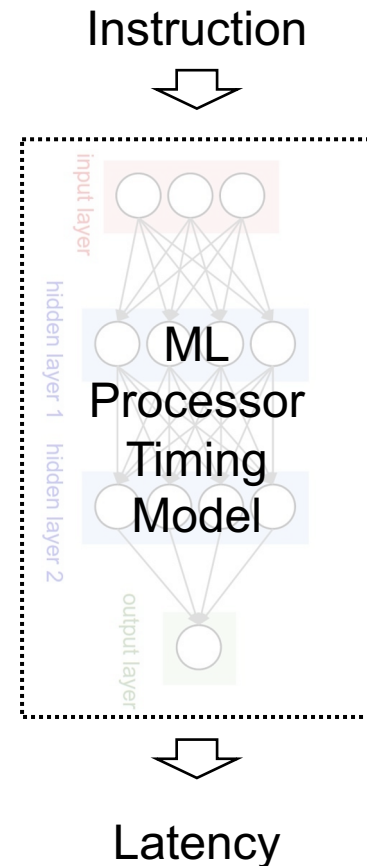 Instruction
input layer
hidden layer 1
hidden layer 2
output layer
ML
Processor
Timing
Model
Latency